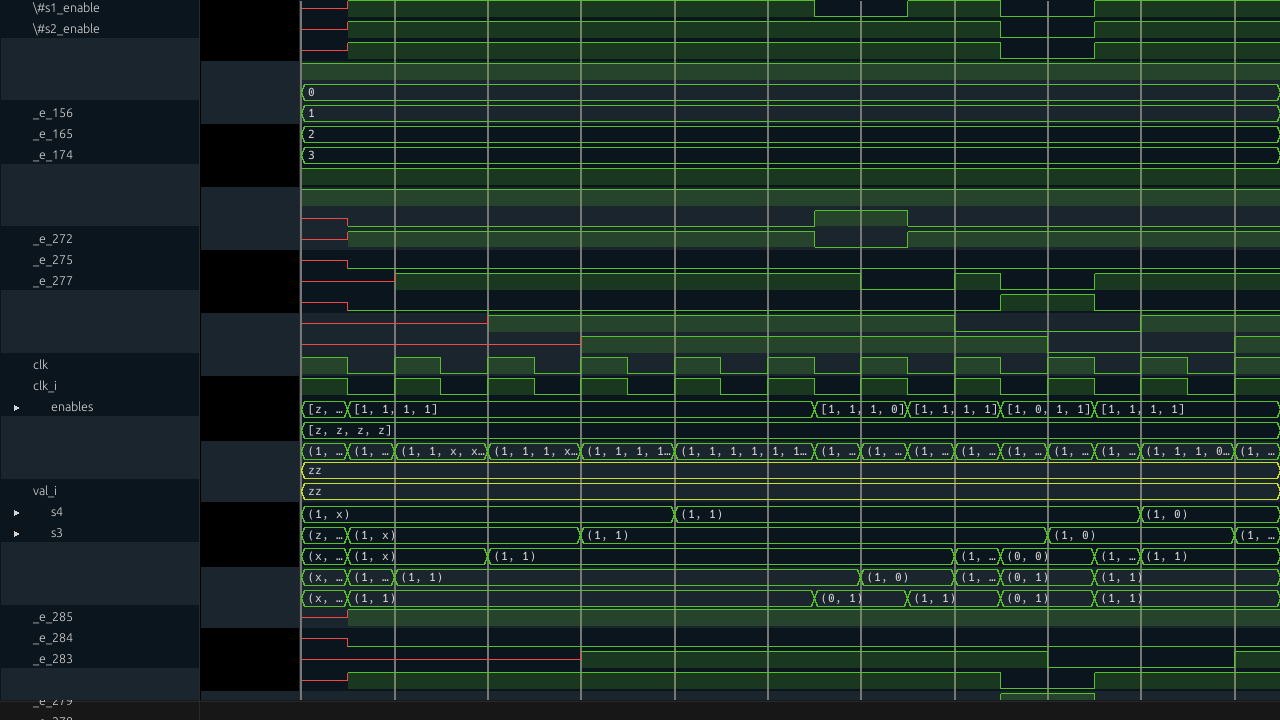 \#s1_enable
\#s2_enable
0
_e_156 1
_e_165 2
_e_174 3
_e_272
_e_275
_e_277
clk
clk_i
enables [z, … [1, 1, 1, 1] [1, 1, 1, 0] [1, 1, 1, 1] [1, 0, 1, 1] [1, 1, 1, 1]
[z, z, z, z]
(1, … (1, … (1, 1, x, x… (1, 1, 1, x… (1, 1, 1, 1… (1, 1, 1, 1, 1, 1… (1, … (1, … (1, … (1, … (1, … (1, … (1, … (1, 1, 1, 0… (1, …
zz
val_i zz
s4 (1, x) (1, 1) (1, 0)
s3 (z, … (1, x) (1, 1) (1, 0) (1, …
(x, … (1, x) (1, 1) (1, … (0, 0) (1, … (1, 1)
(x, … (1, … (1, 1) (1, 0) (1, … (0, 1) (1, 1)
(x, … (1, 1) (0, 1) (1, 1) (0, 1) (1, 1)
_e_285
_e_284
_e_283
_e_279